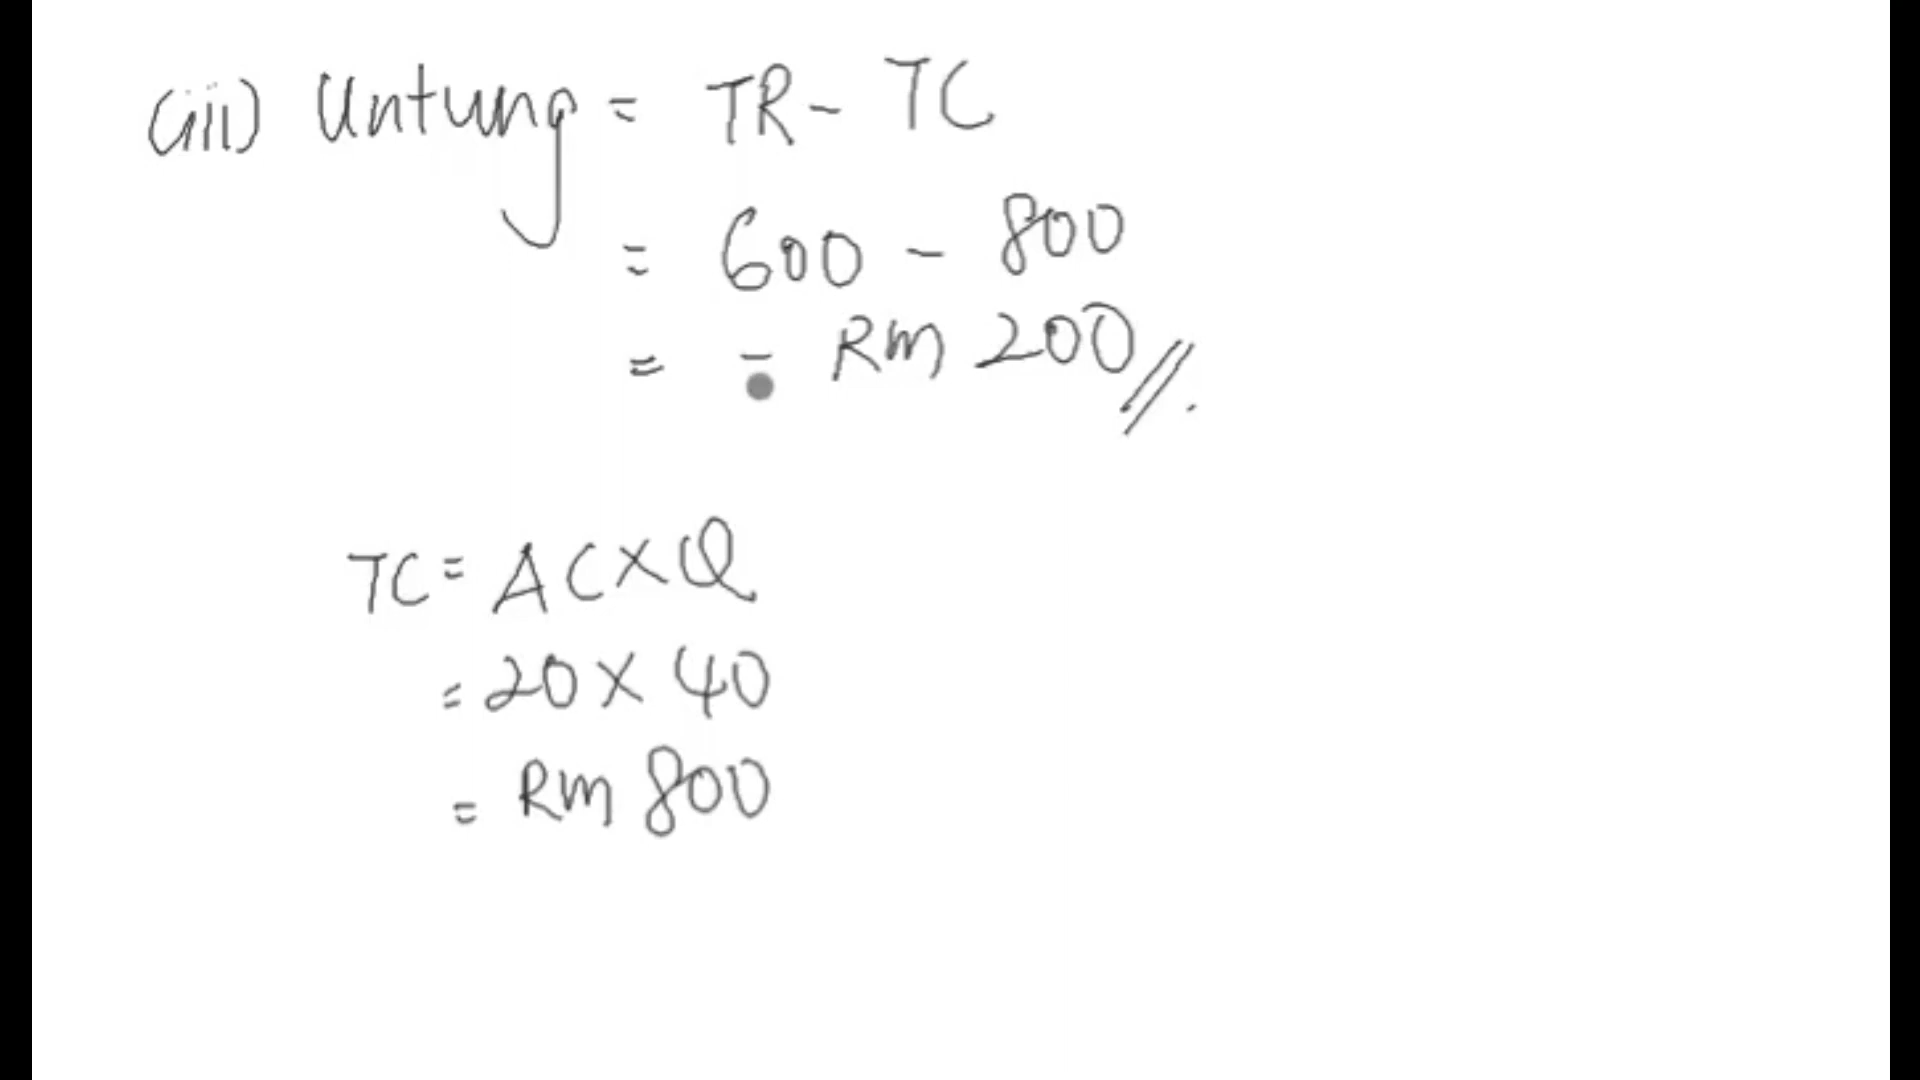 (iii) Untung = TR - TC
= 600 - 800
= - Rm 200 //.
TC = AC x Q
= 20 x 40
= Rm 800